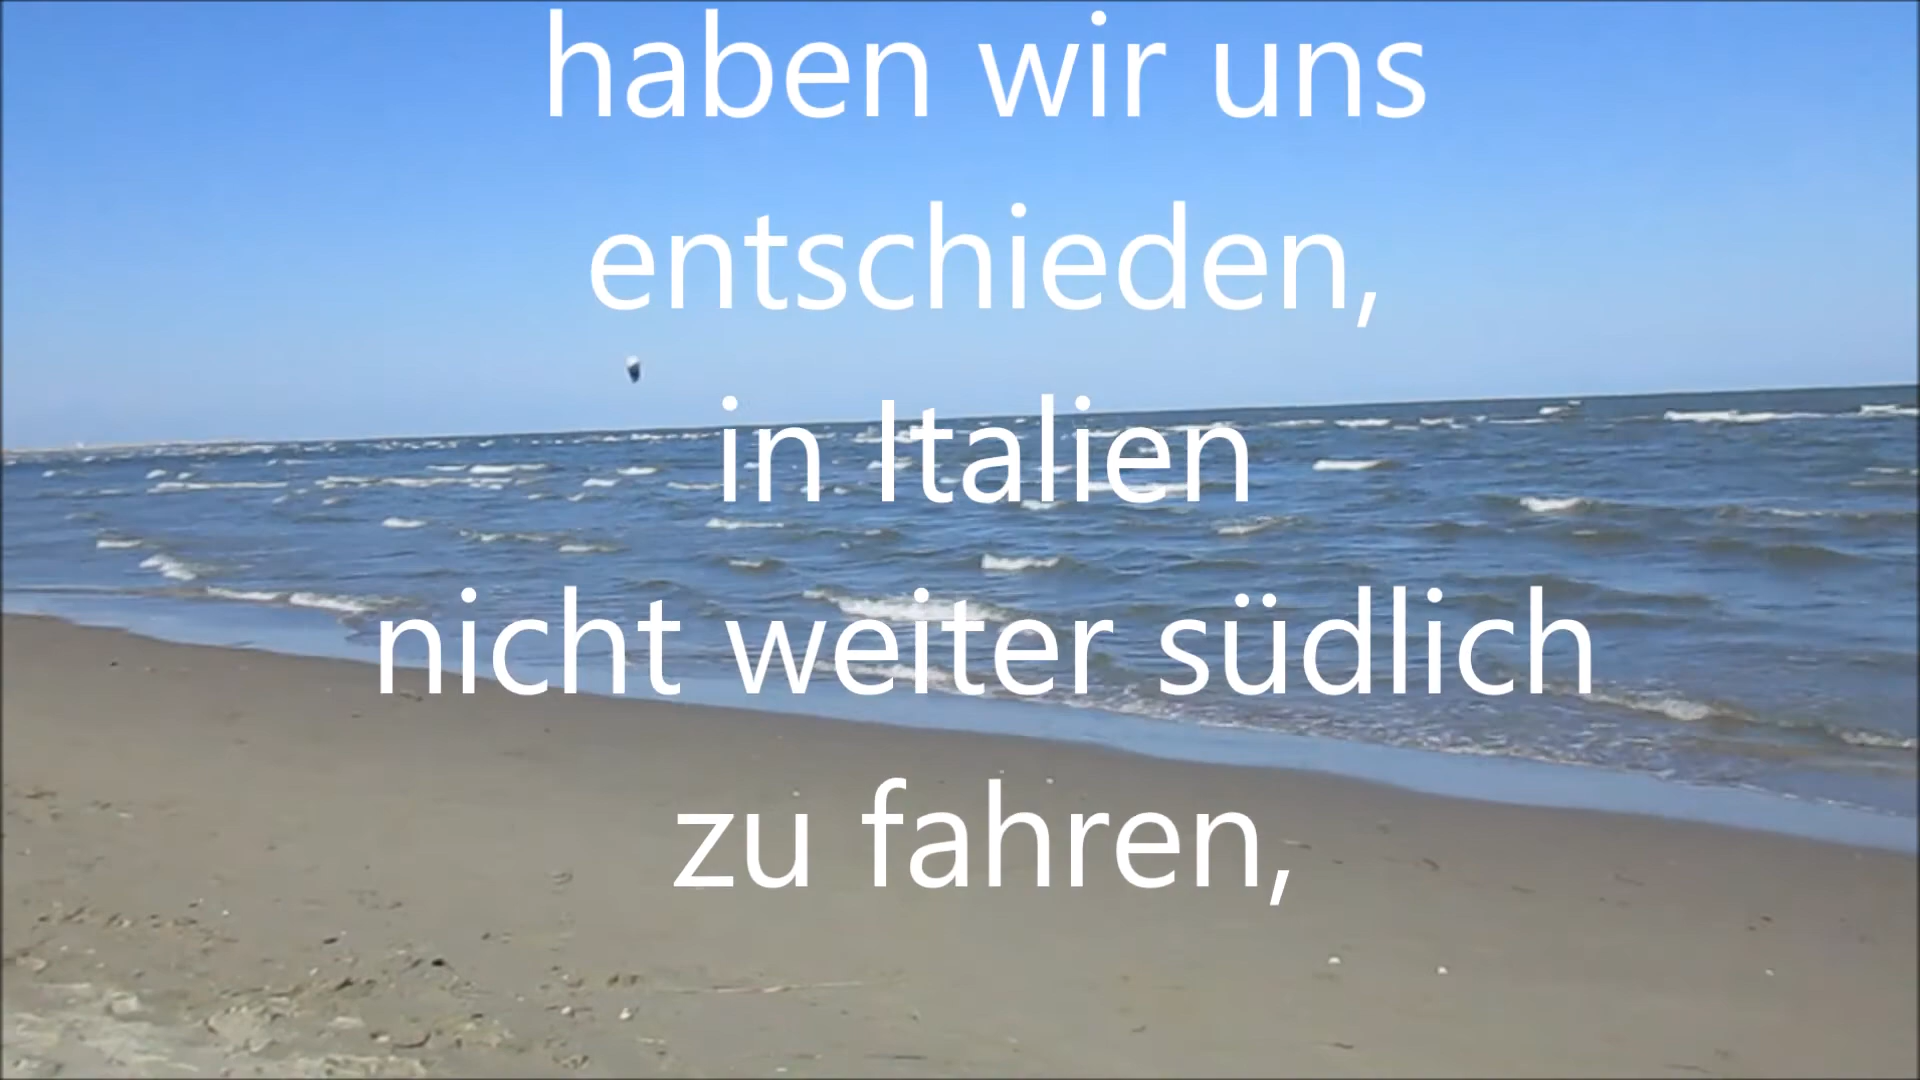 haben wir uns
entschieden,
in Italien
nicht weiter südlich
zu fahren,